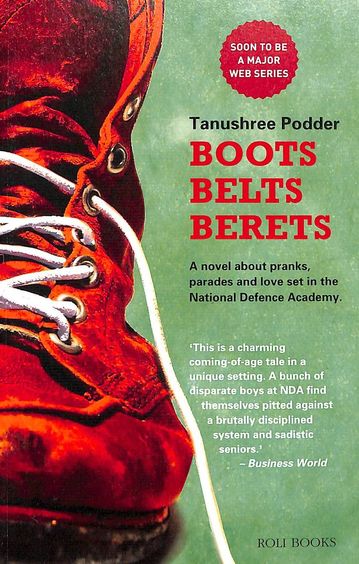 SOON TO BE
A MAJOR
WEB SERIES
Tanushree Podder
BOOTS
BELTS
BERETS
A novel about pranks,
parades and love set in the
National Defence Academy.
‘This is a charming
coming-of-age tale in a
unique setting. A bunch of
disparate boys at NDA find
themselves pitted against
a brutally disciplined
system and sadistic
seniors.’
– Business World
ROLI BOOKS